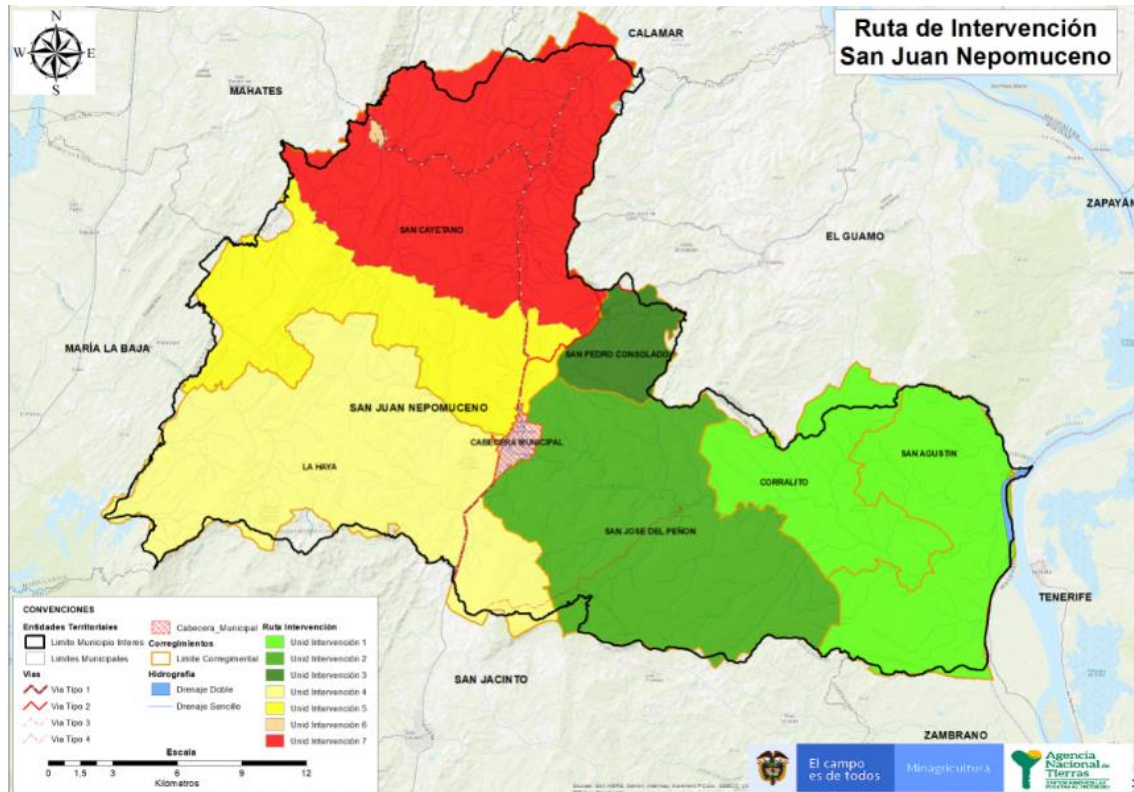 Ruta de Intervención
San Juan Nepomuceno
N
W
E
S
CALAMAR
MAHATES
ZAPAYÁN
EL GUAMO
SAN CAYETANO
MARÍA LA BAJA
SAN PEDRO CONSOLADO
SAN JUAN NEPOMUCENO
CABECERA MUNICIPAL
LA HAYA
CORRALITO
SAN AGUSTIN
SAN JOSE DEL PEÑON
TENERIFE
SAN JACINTO
ZAMBRANO
CONVENCIONES
Entidades Territoriales
Limite Municipio Interes
Limites Municipales
Vias
Via Tipo 1
Via Tipo 2
Via Tipo 3
Via Tipo 4
Cabecera_Municipal
Corregimientos
Limite Corregimental
Hidrografía
Drenaje Doble
Drenaje Sencillo
Ruta Intervención
Unid Intervención 1
Unid Intervención 2
Unid Intervención 3
Unid Intervención 4
Unid Intervención 5
Unid Intervención 6
Unid Intervención 7
Escala
0 1,5 3 6 9 12
Kilómetros
El campo
es de todos
Minagricultura
Agencia
Nacional de
Tierras